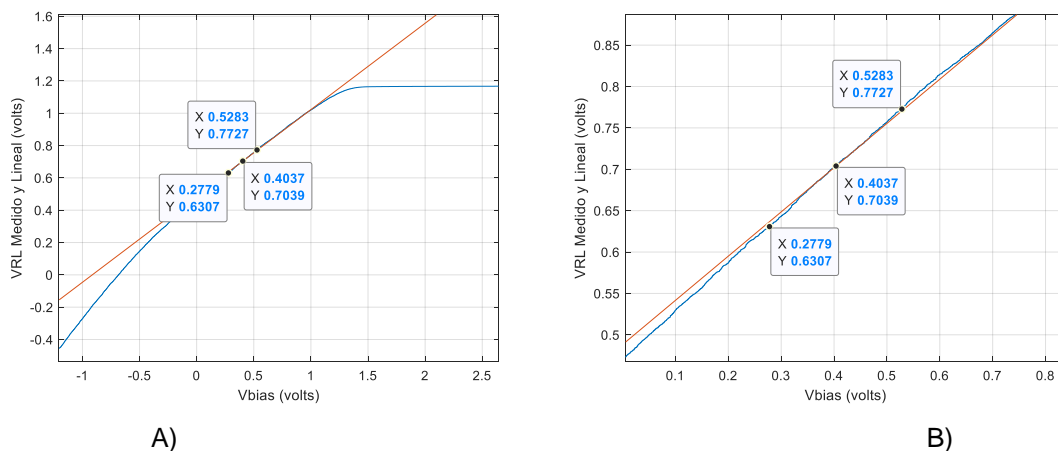 1.6
1.4
1.2
1
0.8
0.6
0.4
0.2
0
-0.2
-0.4
VRL Medido y Lineal (volts)
X 0.5283
Y 0.7727
X 0.4037
Y 0.7039
X 0.2779
Y 0.6307
-1 -0.5 0 0.5 1 1.5 2 2.5
Vbias (volts)
A)
0.85
0.8
0.75
0.7
0.65
0.6
0.55
0.5
VRL Medido y Lineal (volts)
X 0.5283
Y 0.7727
X 0.4037
Y 0.7039
X 0.2779
Y 0.6307
0.1 0.2 0.3 0.4 0.5 0.6 0.7 0.8
Vbias (volts)
B)